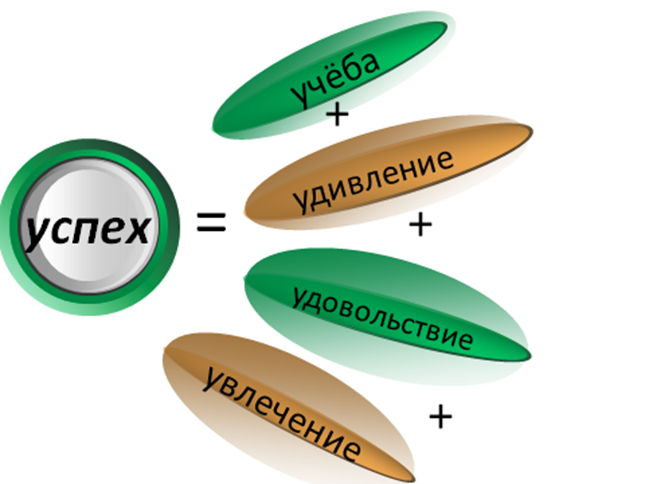 учёба
+
удивление
+
успех =
удовольствие
+
увлечение